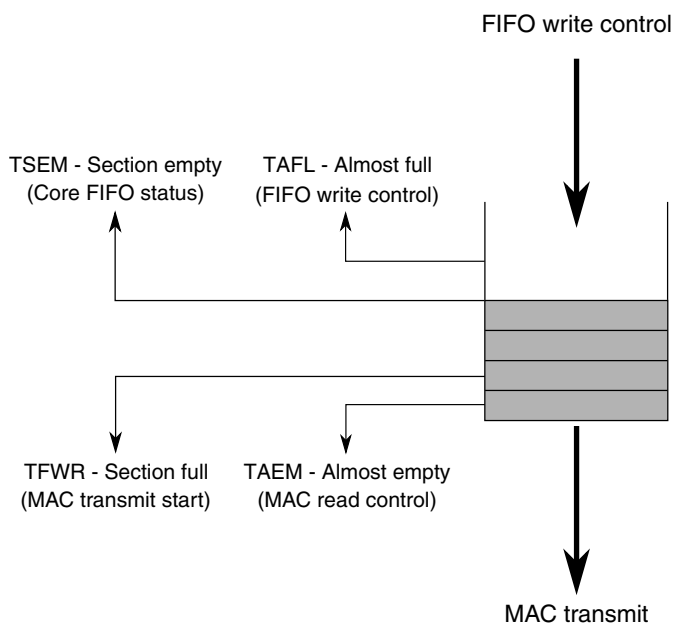 FIFO write control
TSEM - Section empty
(Core FIFO status)
TAFL - Almost full
(FIFO write control)
TFWR - Section full
(MAC transmit start)
TAEM - Almost empty
(MAC read control)
MAC transmit